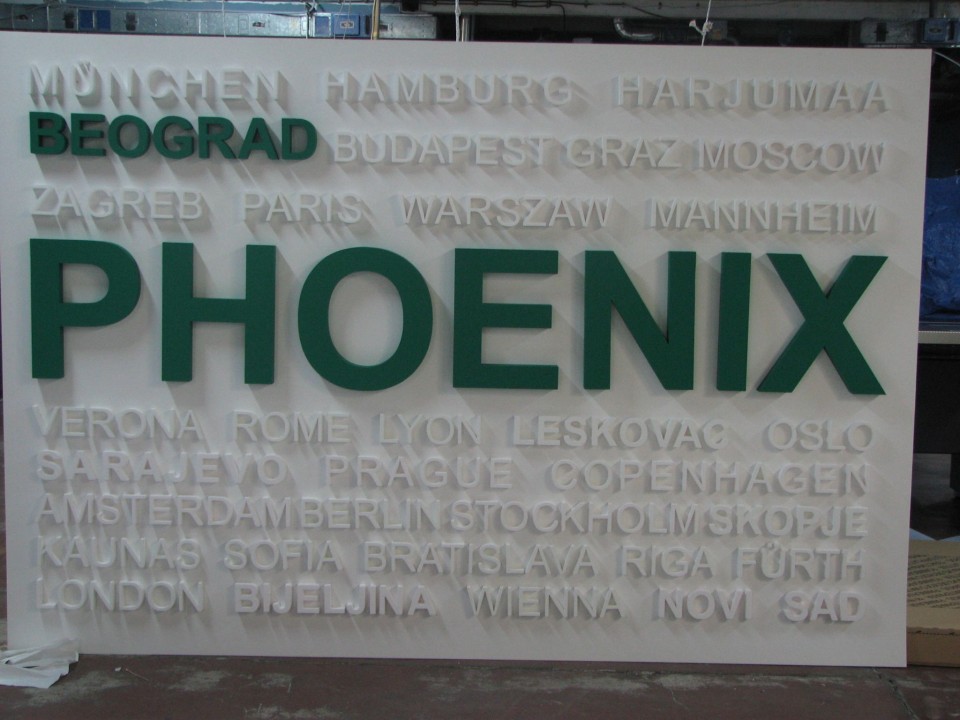 MÜNCHEN HAMBURG HARJUMAA
BEOGRAD BUDAPEST GRAZ MOSCOW
ZAGREB PARIS WARSZAW MANNHEIM
PHOENIX
VERONA ROME LYON LESKOVAC OSLO
SARAJEVO PRAGUE COPENHAGEN
AMSTERDAM BERLIN STOCKHOLM SKOPJE
KAUNAS SOFIA BRATISLAVA RIGA FÜRTH
LONDON BIJELJINA WIENNA NOVI SAD